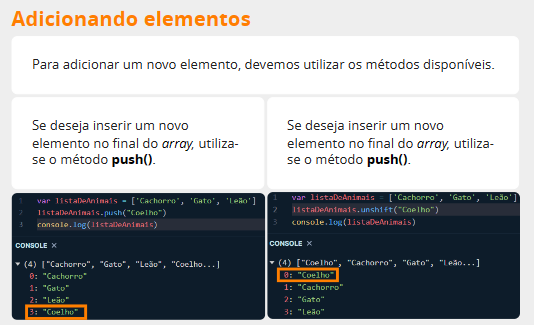 Adicionando elementos
Para adicionar um novo elemento, devemos utilizar os métodos disponíveis.
Se deseja inserir um novo
elemento no final do array, utiliza-
se o método push().
1 var listaDeAnimais = ['Cachorro', 'Gato', 'Leão']
2 listaDeAnimais.push("Coelho")
3 console.log(listaDeAnimais)
CONSOLE ×
▼ (4) ["Cachorro", "Gato", "Leão", "Coelho...]
0: "Cachorro"
1: "Gato"
2: "Leão"
3: "Coelho"
Se deseja inserir um novo
elemento no final do array, utiliza-
se o método push().
1 var listaDeAnimais = ['Cachorro', 'Gato', 'Leão']
2 listaDeAnimais.unshift("Coelho")
3 console.log(listaDeAnimais)
CONSOLE ×
▼ (4) ["Coelho", "Cachorro", "Gato", "Leão...]
0: "Coelho"
1: "Cachorro"
2: "Gato"
3: "Leão"